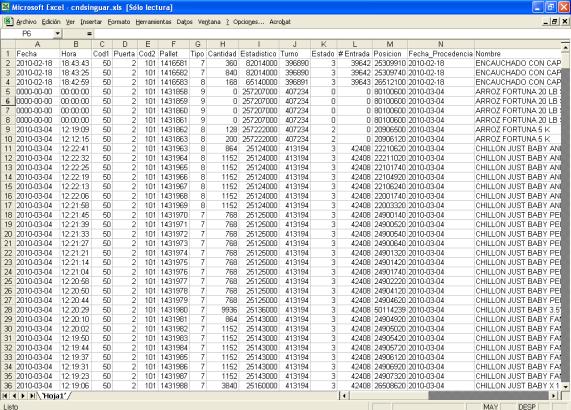 Microsoft Excel - cndsinguar.xls [Sólo lectura]
Archivo Edición Ver Insertar Formato Herramientas Datos Ventana ? Opciones... Acrobat
P6 =
A B C D E F G H I J K L M N
1 Fecha Hora Cod1 Puerta Cod2 Pallet Tipo Cantidad Estadistico Turno Estado # Entrada Posicion Fecha_Procedencia Nombre
2 2010-02-18 18:43:43 50 2 101 1416581 7 360 82014000 396890 3 39642 25309910 2010-02-18 ENCAUCHADO CON CAP
3 2010-02-18 18:43:25 50 2 101 1416582 7 840 82014000 396890 3 39642 25309740 2010-02-18 ENCAUCHADO CON CAP
4 2010-02-18 18:42:59 50 2 101 1416583 8 168 65140000 396891 3 39643 26512100 2010-02-18 ENCAUCHADO CON CAP
5 0000-00-00 00:00:00 50 2 101 1431858 9 0 257207000 407234 0 0 80100600 2010-03-04 ARROZ FORTUNA 20 LB
6 0000-00-00 00:00:00 50 2 101 1431859 9 0 257207000 407234 0 0 80100600 2010-03-04 ARROZ FORTUNA 20 LB
7 0000-00-00 00:00:00 50 2 101 1431860 9 0 257207000 407234 0 0 80100600 2010-03-04 ARROZ FORTUNA 20 LB
8 0000-00-00 00:00:00 50 2 101 1431861 9 0 257207000 407234 0 0 80100600 2010-03-04 ARROZ FORTUNA 20 LB
9 2010-03-04 12:19:09 50 2 101 1431862 8 128 257222000 407234 2 0 20906500 2010-03-04 ARROZ FORTUNA 5 K
10 2010-03-04 12:12:15 50 2 101 1431863 8 200 257222000 407234 2 0 20906120 2010-03-04 ARROZ FORTUNA 5 K
11 2010-03-04 12:22:41 50 2 101 1431963 8 864 25124000 413194 3 42408 22210620 2010-03-04 CHILLON JUST BABY AN
12 2010-03-04 12:22:32 50 2 101 1431964 8 1152 25124000 413194 3 42408 22211020 2010-03-04 CHILLON JUST BABY AN
13 2010-03-04 12:22:25 50 2 101 1431965 8 1152 25124000 413194 3 42408 22101740 2010-03-04 CHILLON JUST BABY AN
14 2010-03-04 12:22:19 50 2 101 1431966 8 1152 25124000 413194 3 42408 22104920 2010-03-04 CHILLON JUST BABY AN
15 2010-03-04 12:22:13 50 2 101 1431967 8 1152 25124000 413194 3 42408 22106240 2010-03-04 CHILLON JUST BABY AN
16 2010-03-04 12:22:06 50 2 101 1431968 8 1152 25124000 413194 3 42408 22001740 2010-03-04 CHILLON JUST BABY AN
17 2010-03-04 12:21:58 50 2 101 1431969 8 1152 25124000 413194 3 42408 22003320 2010-03-04 CHILLON JUST BABY AN
18 2010-03-04 12:21:45 50 2 101 1431970 7 768 25125000 413194 3 42408 24900140 2010-03-04 CHILLON JUST BABY PE
19 2010-03-04 12:21:39 50 2 101 1431971 7 768 25125000 413194 3 42408 24900520 2010-03-04 CHILLON JUST BABY PE
20 2010-03-04 12:21:33 50 2 101 1431972 7 768 25125000 413194 3 42408 24900540 2010-03-04 CHILLON JUST BABY PE
21 2010-03-04 12:21:27 50 2 101 1431973 7 768 25125000 413194 3 42408 24900640 2010-03-04 CHILLON JUST BABY PE
22 2010-03-04 12:21:21 50 2 101 1431974 7 768 25125000 413194 3 42408 24901320 2010-03-04 CHILLON JUST BABY PE
23 2010-03-04 12:21:14 50 2 101 1431975 7 768 25125000 413194 3 42408 24901420 2010-03-04 CHILLON JUST BABY PE
24 2010-03-04 12:21:04 50 2 101 1431976 7 768 25125000 413194 3 42408 24901740 2010-03-04 CHILLON JUST BABY PE
25 2010-03-04 12:20:58 50 2 101 1431977 7 768 25125000 413194 3 42408 24902220 2010-03-04 CHILLON JUST BABY PE
26 2010-03-04 12:20:50 50 2 101 1431978 7 768 25125000 413194 3 42408 24904120 2010-03-04 CHILLON JUST BABY PE
27 2010-03-04 12:20:44 50 2 101 1431979 7 768 25125000 413194 3 42408 24904620 2010-03-04 CHILLON JUST BABY PE
28 2010-03-04 12:20:29 50 2 101 1431980 7 9936 25136000 413194 3 42408 50114239 2010-03-04 CHILLON JUST BABY 3.5
29 2010-03-04 12:20:10 50 2 101 1431981 7 864 25143000 413194 3 42408 24904920 2010-03-04 CHILLON JUST BABY FA
30 2010-03-04 12:20:02 50 2 101 1431982 7 1152 25143000 413194 3 42408 24905020 2010-03-04 CHILLON JUST BABY FA
31 2010-03-04 12:19:50 50 2 101 1431983 7 1152 25143000 413194 3 42408 24905420 2010-03-04 CHILLON JUST BABY FA
32 2010-03-04 12:19:44 50 2 101 1431984 7 1152 25143000 413194 3 42408 24905720 2010-03-04 CHILLON JUST BABY FA
33 2010-03-04 12:19:37 50 2 101 1431985 7 1152 25143000 413194 3 42408 24906120 2010-03-04 CHILLON JUST BABY FA
34 2010-03-04 12:19:31 50 2 101 1431986 7 1152 25143000 413194 3 42408 24906920 2010-03-04 CHILLON JUST BABY FA
35 2010-03-04 12:19:23 50 2 101 1431987 7 1152 25143000 413194 3 42408 24907320 2010-03-04 CHILLON JUST BABY FA
36 2010-03-04 12:19:06 50 2 101 1431988 7 3840 25160000 413194 3 42408 26508620 2010-03-04 CHILLON JUST BABY X 1
Hoja1
Listo MAY DESP